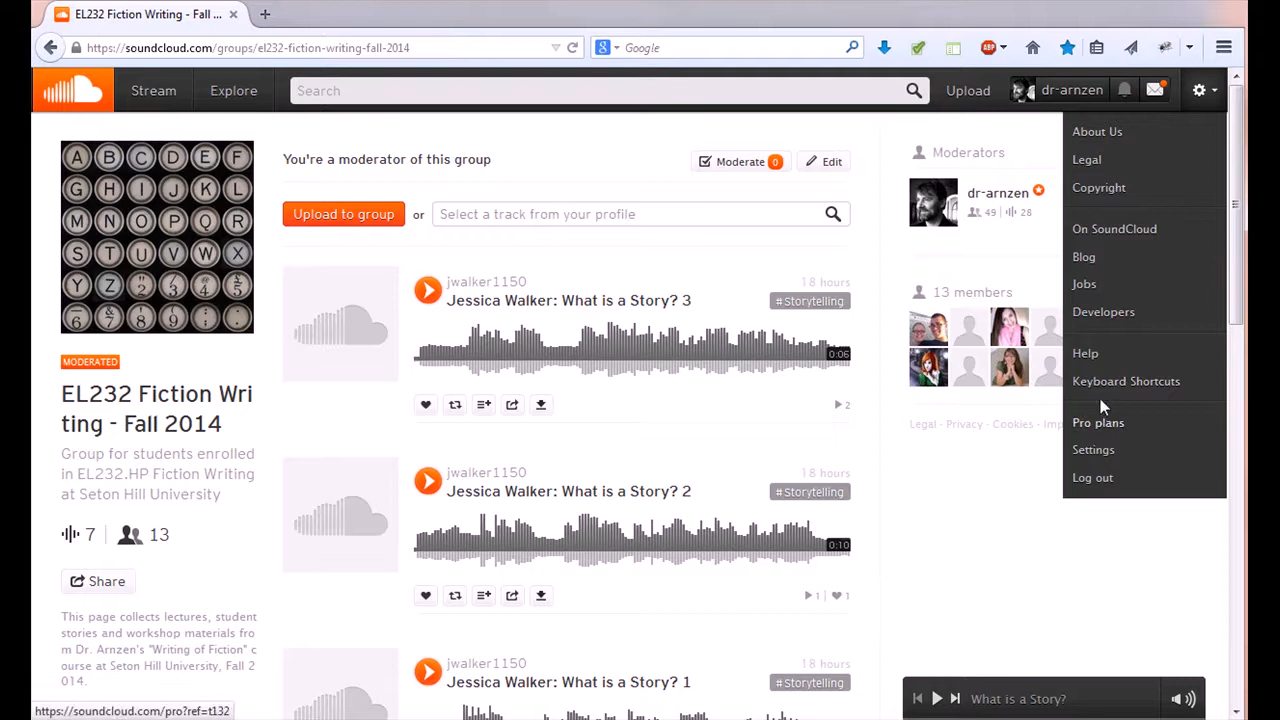 EL232 Fiction Writing - Fall ...
https://soundcloud.com/groups/el232-fiction-writing-fall-2014
Google
ABP
Stream
Explore
Search
Upload
dr-arnzen
A B C D E F
G H I J K L
M N O P Q R
S T U V W X
You're a moderator of this group
Moderate 0
Edit
Upload to group
or
Select a track from your profile
jwalker1150
18 hours
Jessica Walker: What is a Story? 3
# Storytelling
0:06
2
jwalker1150
18 hours
Jessica Walker: What is a Story? 2
# Storytelling
0:10
1
1
jwalker1150
18 hours
Jessica Walker: What is a Story? 1
# Storytelling
MODERATED
EL232 Fiction Wri
ting - Fall 2014
Group for students enrolled
in EL232.HP Fiction Writing
at Seton Hill University
7
13
Share
This page collects lectures, student
stories and workshop materials fro
m Dr. Arnzen's "Writing of Fiction" c
ourse at Seton Hill University, Fall 2
014.
https://soundcloud.com/pro?ref=t132
Moderators
dr-arnzen
49
28
13 members
Legal - Privacy - Cookies - Imp
About Us
Legal
Copyright
On SoundCloud
Blog
Jobs
Developers
Help
Keyboard Shortcuts
Pro plans
Settings
Log out
What is a Story?